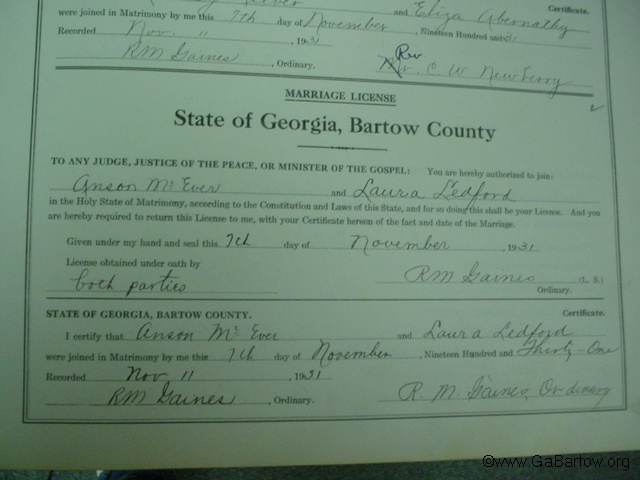 and Eliza Abernathy Certificate.
were joined in Matrimony by me this 7th day of November, Nineteen Hundred and 31
Recorded Nov. 11, 1931
Rev
RM Gaines, Ordinary. C W Newberry
MARRIAGE LICENSE
State of Georgia, Bartow County
TO ANY JUDGE, JUSTICE OF THE PEACE, OR MINISTER OF THE GOSPEL: You are hereby authorized to join:
Anson McEver and Laura Ledford
in the Holy State of Matrimony, according to the Constitution and Laws of this State, and for so doing this shall be your License. And you
are hereby required to return this License to me, with your Certificate hereon of the fact and date of the Marriage.
Given under my hand and seal this 7th day of November, 1931
License obtained under oath by
both parties RM Gaines (L. S.)
Ordinary.
STATE OF GEORGIA, BARTOW COUNTY. Certificate.
I certify that Anson McEver and Laura Ledford
were joined in Matrimony by me this 7th day of November, Nineteen Hundred and Thirty-One
Recorded Nov 11, 1931
RM Gaines, Ordinary. R. M. Gaines, Ordinary
©www.GaBartow.org